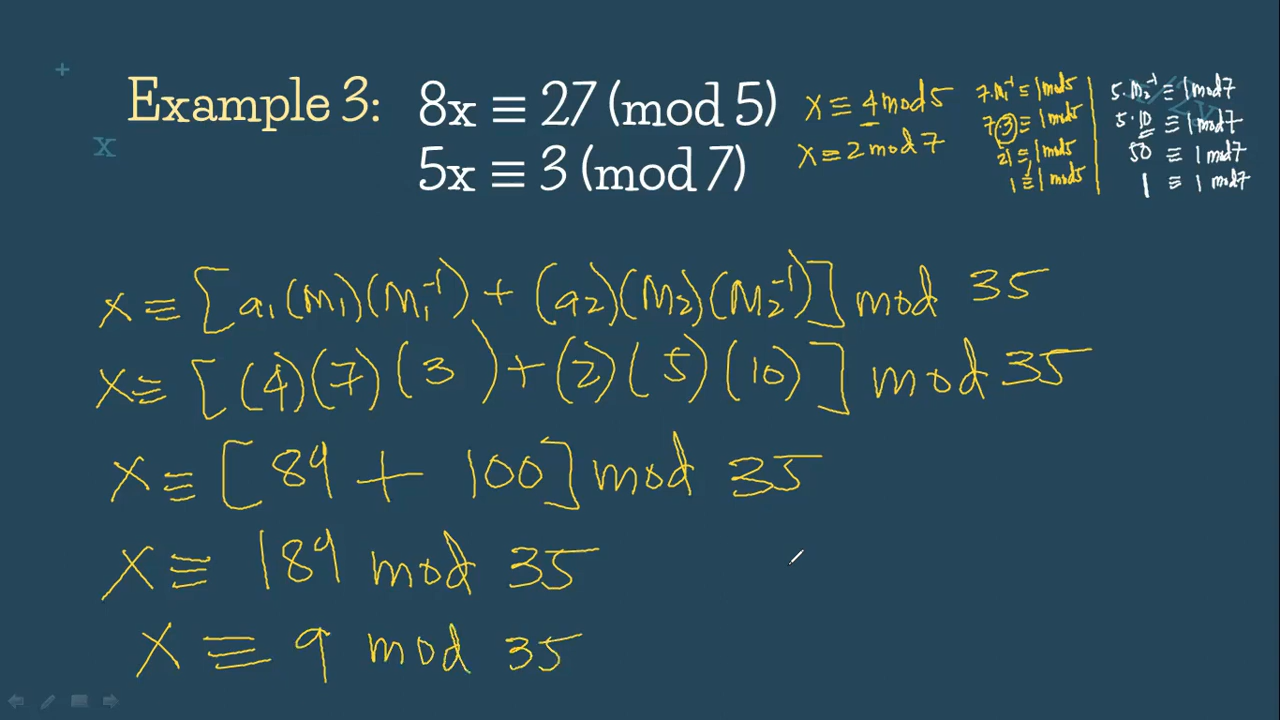 Example 3: 8x ≡ 27 (mod 5)
5x ≡ 3 (mod 7)
x ≡ 4 mod 5
x ≡ 2 mod 7
7·M₁⁻¹ ≡ 1 mod 5
7 3 ≡ 1 mod 5
21 ≡ 1 mod 5
1 ≡ 1 mod 5
5·M₂⁻¹ ≡ 1 mod 7
5·10 ≡ 1 mod 7
50 ≡ 1 mod 7
1 ≡ 1 mod 7
x ≡ [a₁(M₁)(M₁⁻¹) + (a₂)(M₂)(M₂⁻¹)] mod 35
x ≡ [(4)(7)(3) + (2)(5)(10)] mod 35
x ≡ [89 + 100] mod 35
x ≡ 189 mod 35
x ≡ 9 mod 35